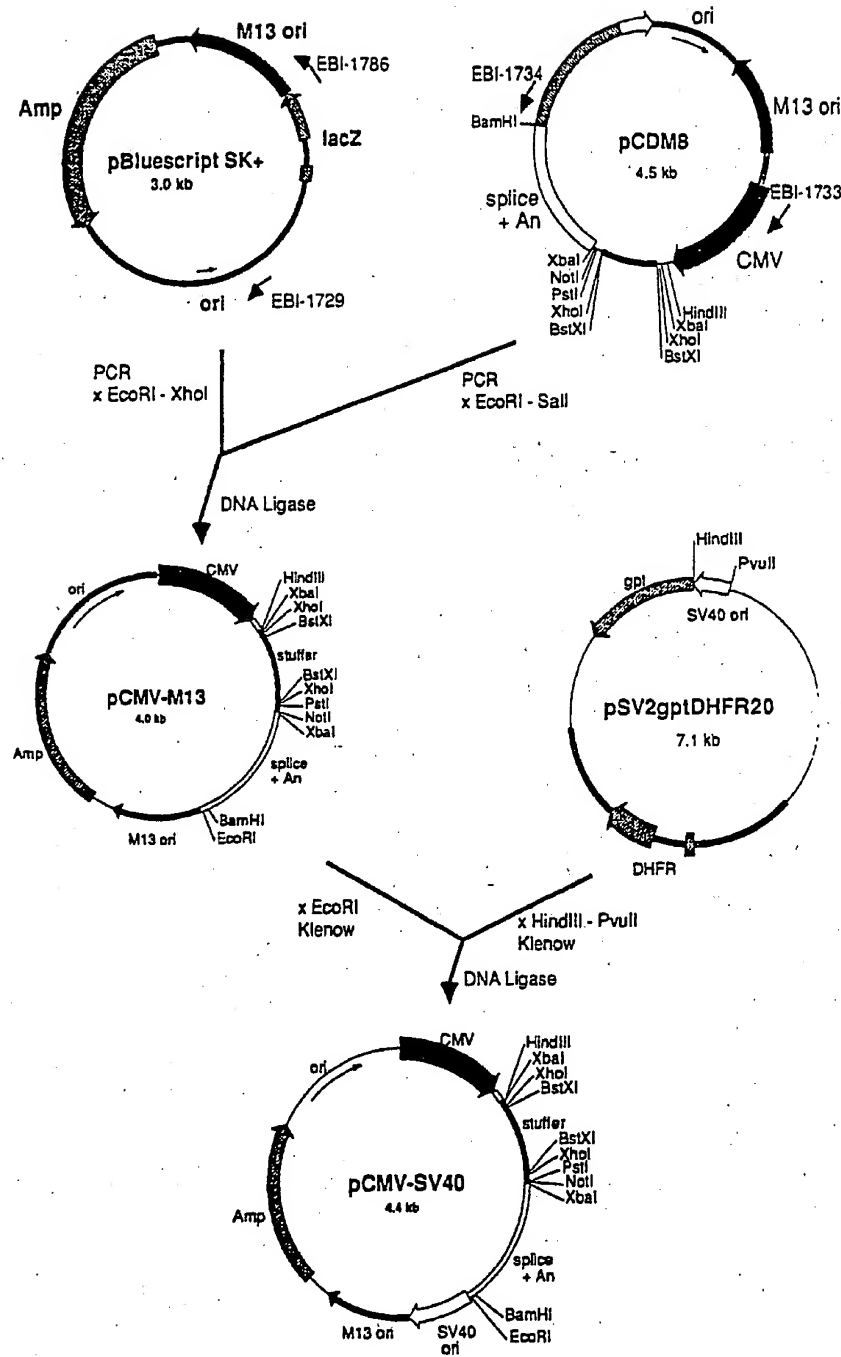 M13 ori
EBI-1786
Amp
lacZ
pBluescript SK+
3.0 kb
ori
EBI-1729
ori
EBI-1734
BamHI
M13 ori
pCDM8
4.5 kb
EBI-1733
splice
+ An
CMV
XbaI
NotI
PstI
XhoI
BstXI
HindIII
XbaI
XhoI
BstXI
PCR
x EcoRI - XhoI
PCR
x EcoRI - SalI
DNA Ligase
ori
CMV
HindIII
XbaI
XhoI
BstXI
stuffer
BstXI
XhoI
PstI
NotI
XbaI
pCMV-M13
4.0 kb
Amp
splice
+ An
BamHI
EcoRI
M13 ori
HindIII
PvuII
gpt
SV40 ori
pSV2gptDHFR20
7.1 kb
DHFR
x EcoRI
Klenow
x HindIII - PvuII
Klenow
DNA Ligase
ori
CMV
HindIII
XbaI
XhoI
BstXI
stuffer
BstXI
XhoI
PstI
NotI
XbaI
pCMV-SV40
4.4 kb
Amp
splice
+ An
BamHI
EcoRI
M13 ori
SV40
ori